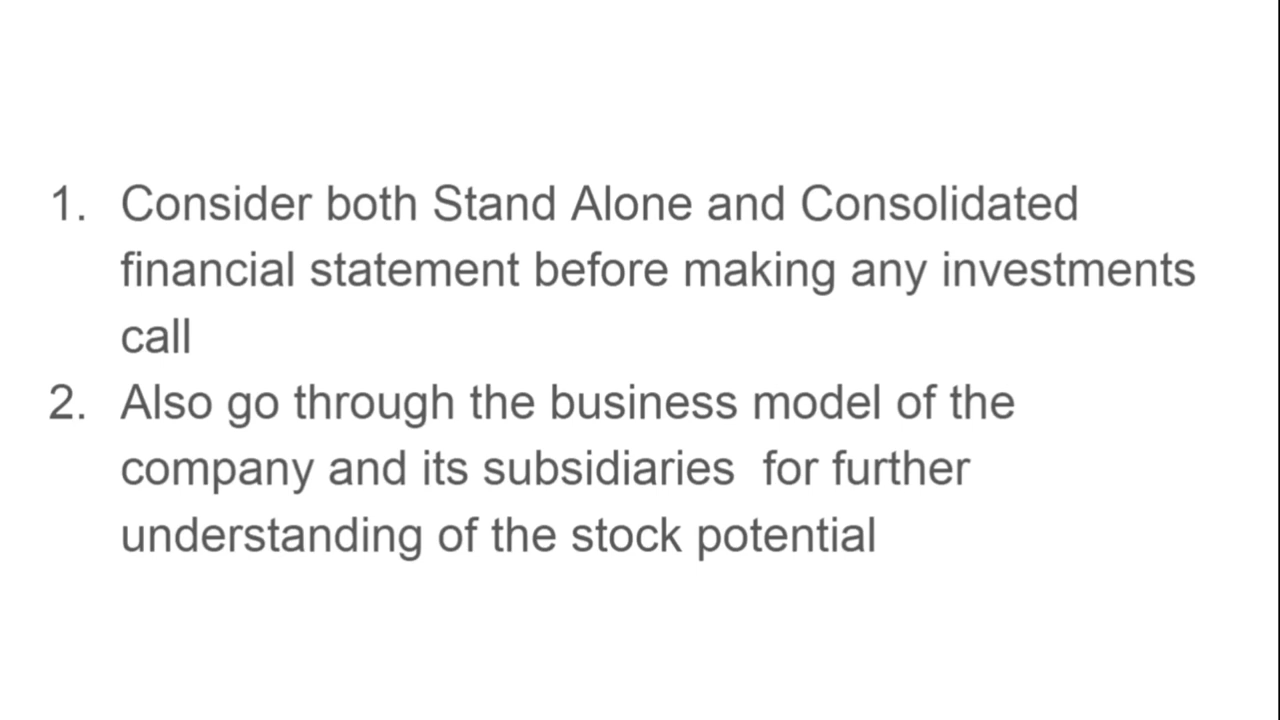 1. Consider both Stand Alone and Consolidated
financial statement before making any investments
call
2. Also go through the business model of the
company and its subsidiaries  for further
understanding of the stock potential